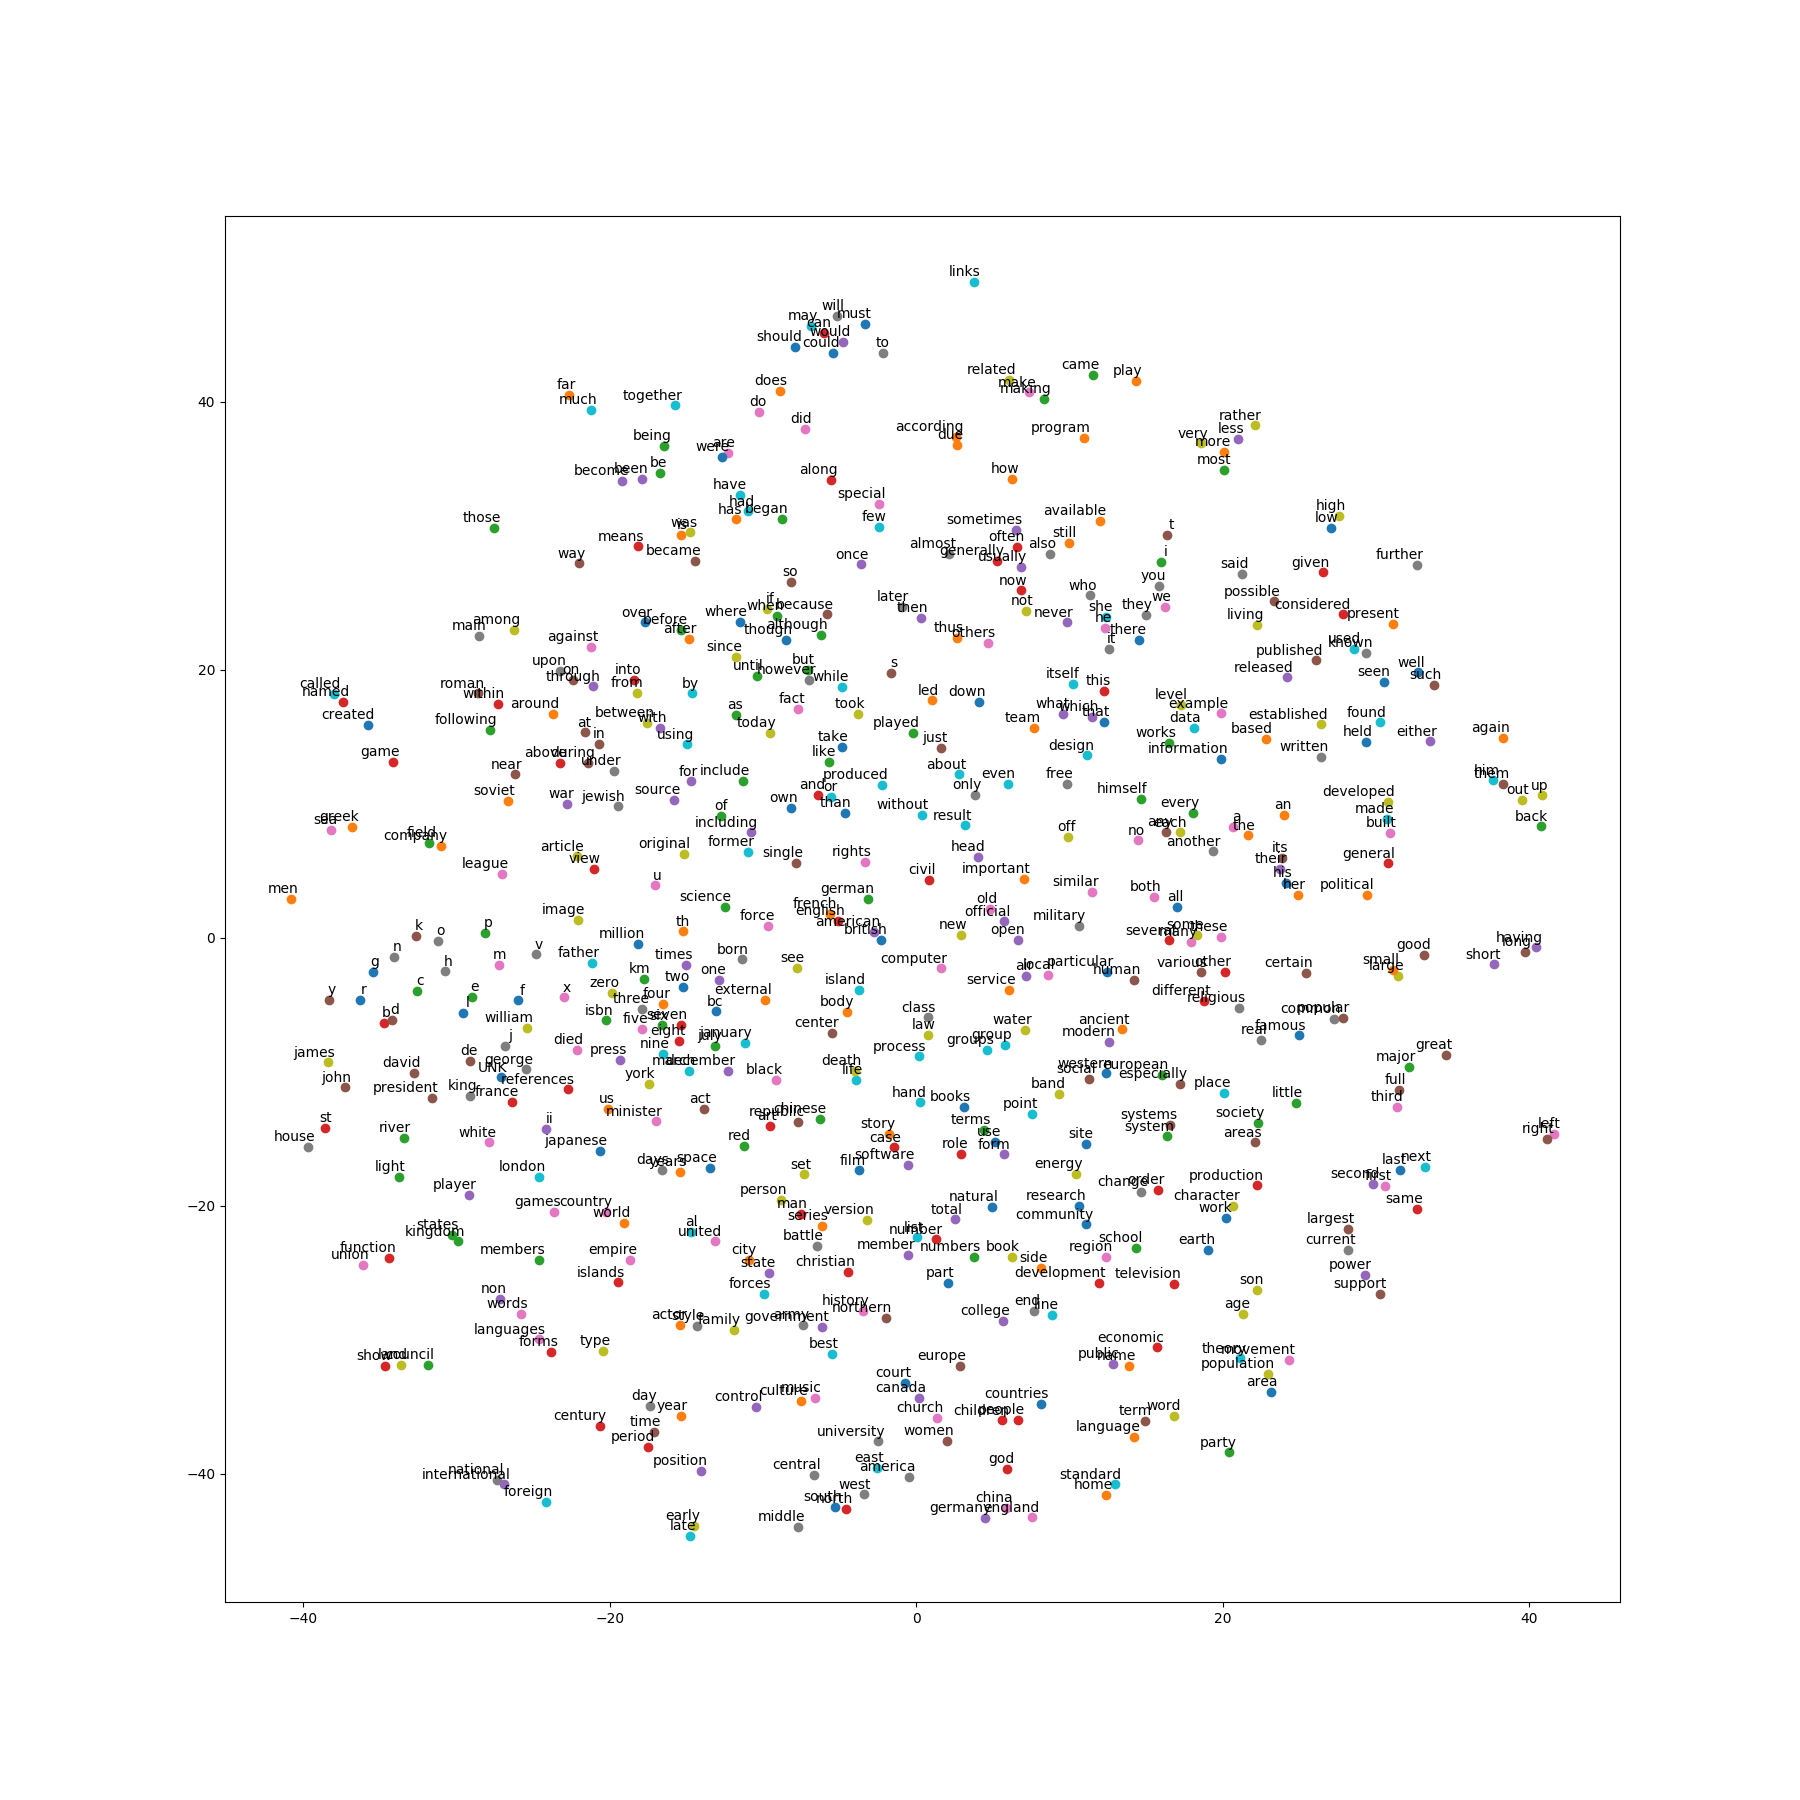 links
will
may must
can
would
should could to
came
related play
make
making
does
far
much together do
did
rather
very less
more
most
according
due program
being are
were
become been be along how
have special
had
has began
those few
was
is
sometimes available
often still
t
high
low
means became way once
almost generally usually also
i said given further
so now who you
possible
if when because later then not never she he they we
considered present
living
over before after where though although
among main against
thus others it there
used known
since until but however while s
upon on through into from by
published released seen well such
itself this
called named created
roman within around
between with
as fact took led down
what which that
level example
following at in using today played team
data established found
based held either again
take just works information written
game above during under near
like about design
for include produced even free
him them
soviet war jewish source
and or own than only himself
developed out up
made built back
of including without result every an
sea greek
field company
off no any each a the another
article view original former single rights head
its their his her
general political
league u civil important similar both all
men
science german
french english american british
old official military
image force new open
several some many these
k o p th
n g h m v c
million father times born see computer
air local particular human various other certain
good small large
short having long
y r b d l e f x
km two one zero four three external
island body service
different religious
common popular
isbn five six seven bc
william j
eight nine january july
center class law water
ancient modern real famous
died press march december
process groups group
death life
james john david de george UNK
western european social especially
major great
president king france references york black
hand books band place little full third
us minister act republic chinese art
point systems system society areas
st house river white ii japanese
red story case terms use form role site
left right
days years space set film software energy
last next second first same
light london player
change order production
person man series version natural research character work
games country world
total community
largest current
states kingdom union function
al united battle list number member numbers book
school earth
members empire islands city state forces christian
side region development television power support
part
non words languages forms
son age
actor style family army government history northern
college end line
show land council type best
economic public name theory movement population area
europe
court canada countries
control culture music
day year century time period
church children people word term language
university women party
position central east america god
national international foreign
standard home
west south north
china germany england
early late middle
40
20
0
−20
−40
−40 −20 0 20 40